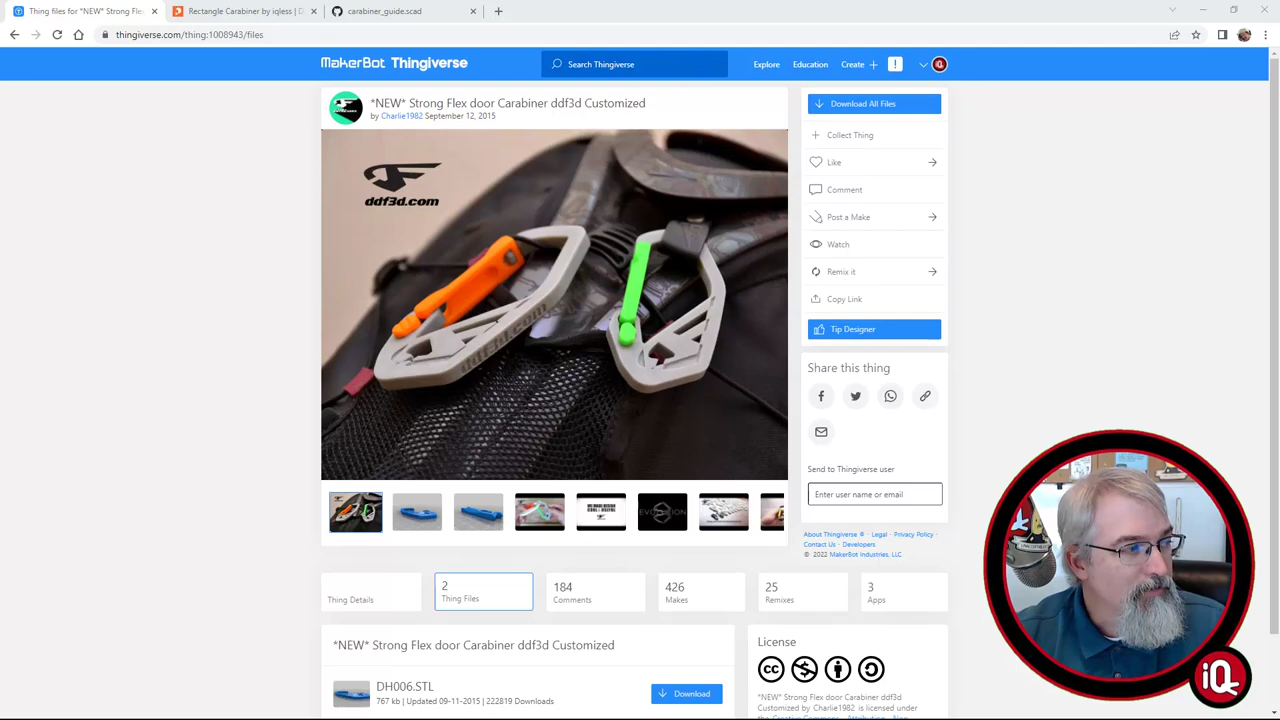 Thing files for *NEW* Strong Fle
Rectangle Carabiner by iqless | D
carabiner_guide.scad
thingiverse.com/thing:1008943/files
MakerBot Thingiverse
Search Thingiverse
Explore
Education
Create
iQ
*NEW* Strong Flex door Carabiner ddf3d Customized
by Charlie1982 September 12, 2015
ddf3d.com
Download All Files
Collect Thing
Like
Comment
Post a Make
Watch
Remix it
Copy Link
Tip Designer
Share this thing
Send to Thingiverse user
Enter user name or email
About Thingiverse ® · Legal · Privacy Policy ·
Contact Us · Developers
© 2022 MakerBot Industries, LLC
Thing Details
2
Thing Files
184
Comments
426
Makes
25
Remixes
3
Apps
*NEW* Strong Flex door Carabiner ddf3d Customized
DH006.STL
767 kb | Updated 09-11-2015 | 222819 Downloads
Download
License
*NEW* Strong Flex door Carabiner ddf3d
Customized by Charlie1982 is licensed under
the Creative Commons - Attribution - Non
iQ